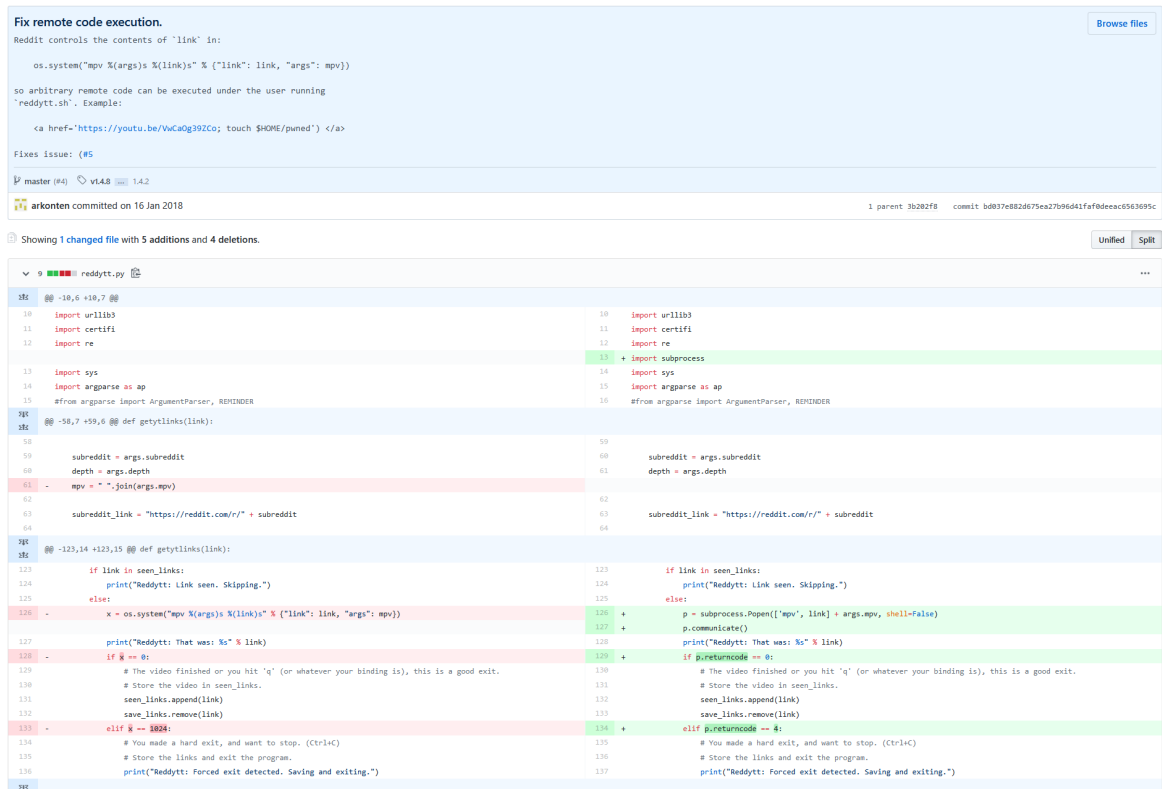 Fix remote code execution.
Browse files
Reddit controls the contents of `link` in:
os.system("mpv %(args)s %(link)s" % {"link": link, "args": mpv})
so arbitrary remote code can be executed under the user running
`reddytt.sh`. Example:
<a href='https://youtu.be/VwCaOg39ZCo; touch $HOME/pwned') </a>
Fixes issue: (#5
master (#4) v1.4.8 ... 1.4.2
arkonten committed on 16 Jan 2018
1 parent 3b202f8 commit bd037e882d675ea27b96d41faf0deeac6563695c
Showing 1 changed file with 5 additions and 4 deletions.
Unified Split
9 reddytt.py ...
@@ -10,6 +10,7 @@
10 import urllib3 10 import urllib3
11 import certifi 11 import certifi
12 import re 12 import re
13 + import subprocess
13 import sys 14 import sys
14 import argparse as ap 15 import argparse as ap
15 #from argparse import ArgumentParser, REMINDER 16 #from argparse import ArgumentParser, REMINDER
@@ -58,7 +59,6 @@ def getytlinks(link):
58 59
59 subreddit = args.subreddit 60 subreddit = args.subreddit
60 depth = args.depth 61 depth = args.depth
61 - mpv = " ".join(args.mpv)
62 62
63 subreddit_link = "https://reddit.com/r/" + subreddit 63 subreddit_link = "https://reddit.com/r/" + subreddit
64 64
@@ -123,14 +123,15 @@ def getytlinks(link):
123 if link in seen_links: 123 if link in seen_links:
124 print("Reddytt: Link seen. Skipping.") 124 print("Reddytt: Link seen. Skipping.")
125 else: 125 else:
126 - x = os.system("mpv %(args)s %(link)s" % {"link": link, "args": mpv}) 126 + p = subprocess.Popen(['mpv', link] + args.mpv, shell=False)
127 + p.communicate()
127 print("Reddytt: That was: %s" % link) 128 print("Reddytt: That was: %s" % link)
128 - if x == 0: 129 + if p.returncode == 0:
129 # The video finished or you hit 'q' (or whatever your binding is), this is a good exit. 130 # The video finished or you hit 'q' (or whatever your binding is), this is a good exit.
130 # Store the video in seen_links. 131 # Store the video in seen_links.
131 seen_links.append(link) 132 seen_links.append(link)
132 save_links.remove(link) 133 save_links.remove(link)
133 - elif x == 1024: 134 + elif p.returncode == 4:
134 # You made a hard exit, and want to stop. (Ctrl+C) 135 # You made a hard exit, and want to stop. (Ctrl+C)
135 # Store the links and exit the program. 136 # Store the links and exit the program.
136 print("Reddytt: Forced exit detected. Saving and exiting.") 137 print("Reddytt: Forced exit detected. Saving and exiting.")